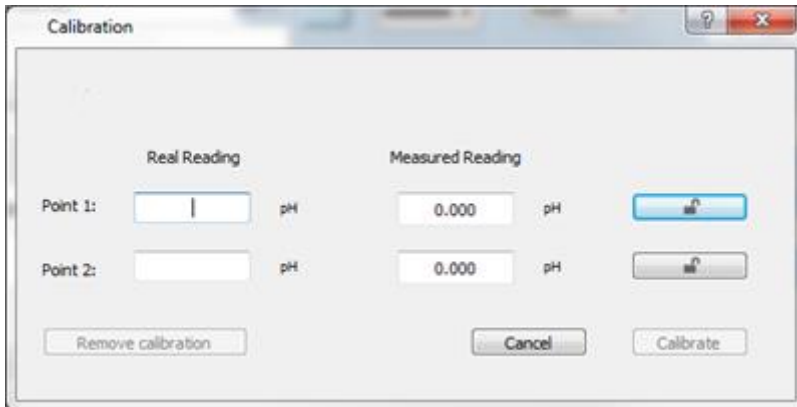 Calibration
?
Real Reading Measured Reading
Point 1: pH 0.000 pH
Point 2: pH 0.000 pH
Remove calibration Cancel Calibrate